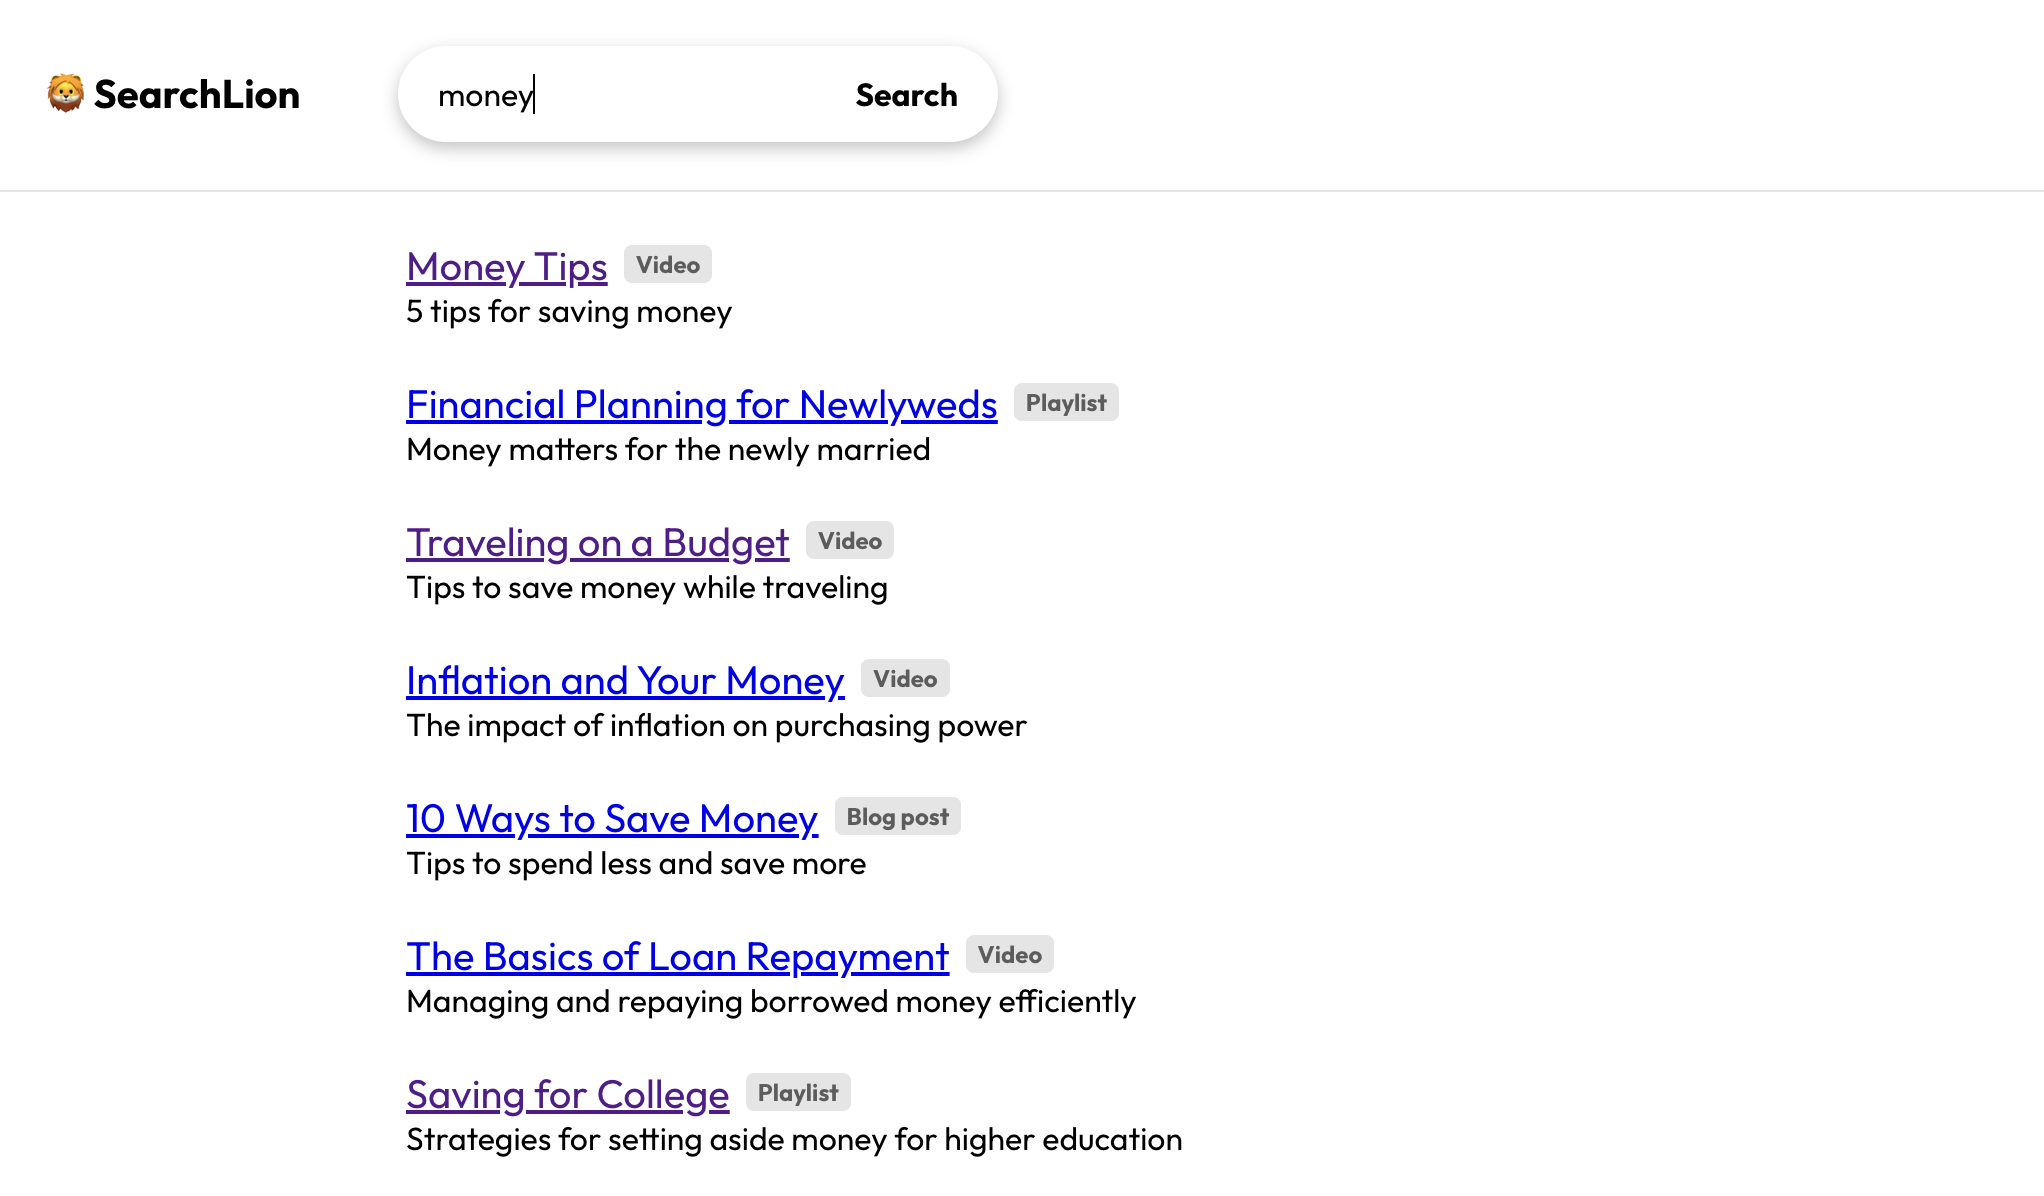 SearchLion
money
Search
Money Tips Video
5 tips for saving money
Financial Planning for Newlyweds Playlist
Money matters for the newly married
Traveling on a Budget Video
Tips to save money while traveling
Inflation and Your Money Video
The impact of inflation on purchasing power
10 Ways to Save Money Blog post
Tips to spend less and save more
The Basics of Loan Repayment Video
Managing and repaying borrowed money efficiently
Saving for College Playlist
Strategies for setting aside money for higher education